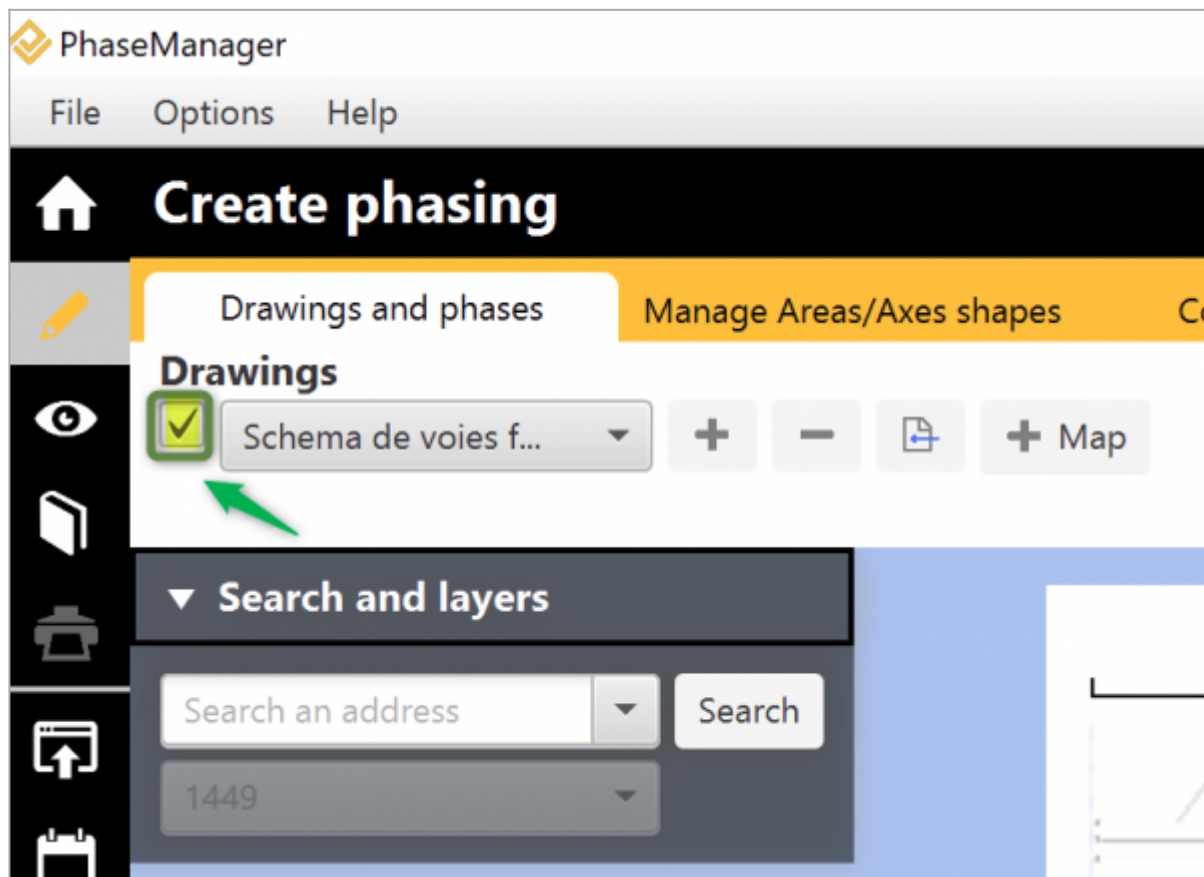 PhaseManager
File Options Help
Create phasing
Drawings and phases Manage Areas/Axes shapes
Drawings
Schema de voies f...
+ Map
Search and layers
Search an address Search
1449